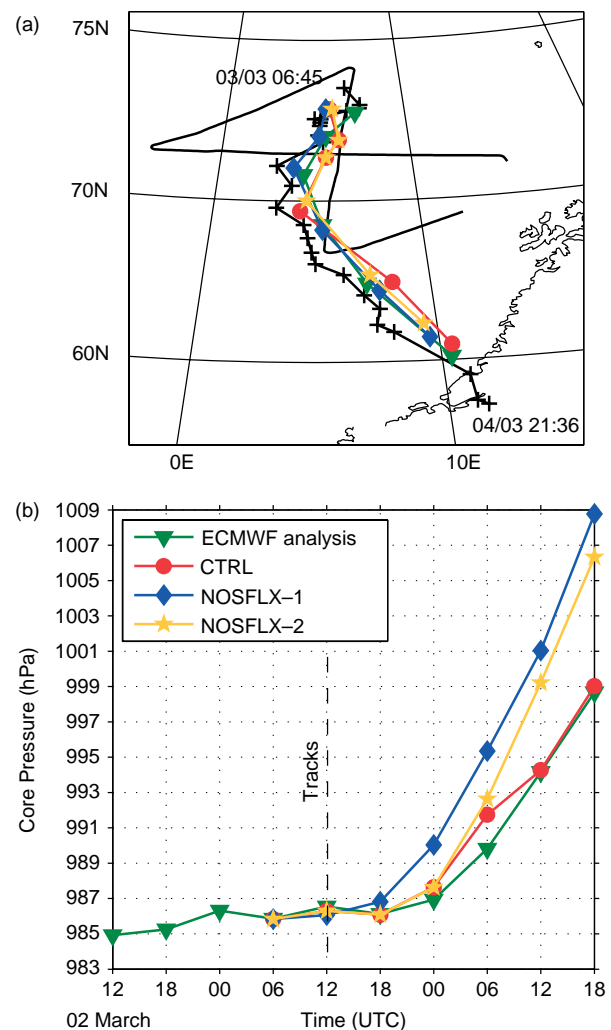 (a)
75N
03/03 06:45
70N
60N
04/03 21:36
0E
10E
(b)
1009
1007
1005
1003
1001
999
997
995
993
991
989
987
985
983
Core Pressure (hPa)
ECMWF analysis
CTRL
NOSFLX–1
NOSFLX–2
Tracks
12 18 00 06 12 18 00 06 12 18
02 March Time (UTC)